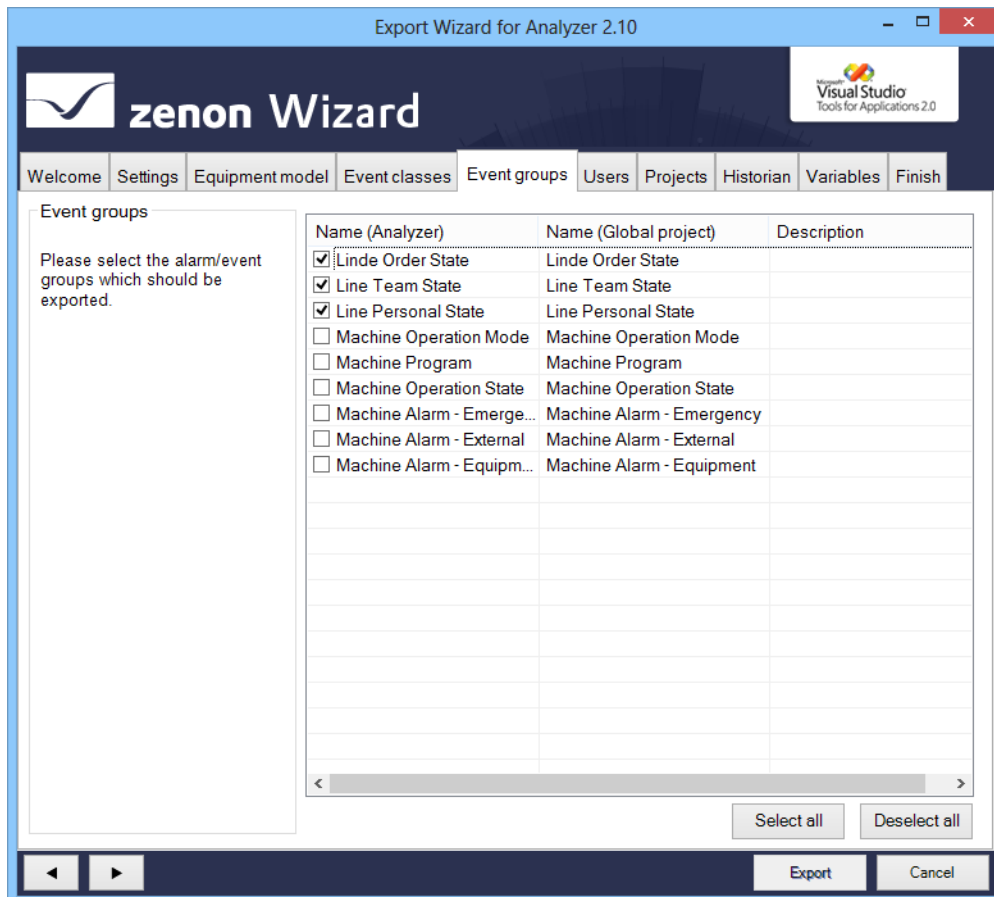 Export Wizard for Analyzer 2.10
zenon Wizard
Microsoft®
Visual Studio
Tools for Applications 2.0
Welcome Settings Equipment model Event classes Event groups Users Projects Historian Variables Finish
Event groups
Please select the alarm/event
groups which should be
exported.
Name (Analyzer) Name (Global project) Description
Linde Order State Linde Order State
Line Team State Line Team State
Line Personal State Line Personal State
Machine Operation Mode Machine Operation Mode
Machine Program Machine Program
Machine Operation State Machine Operation State
Machine Alarm - Emerge... Machine Alarm - Emergency
Machine Alarm - External Machine Alarm - External
Machine Alarm - Equipm... Machine Alarm - Equipment
Select all Deselect all
Export Cancel